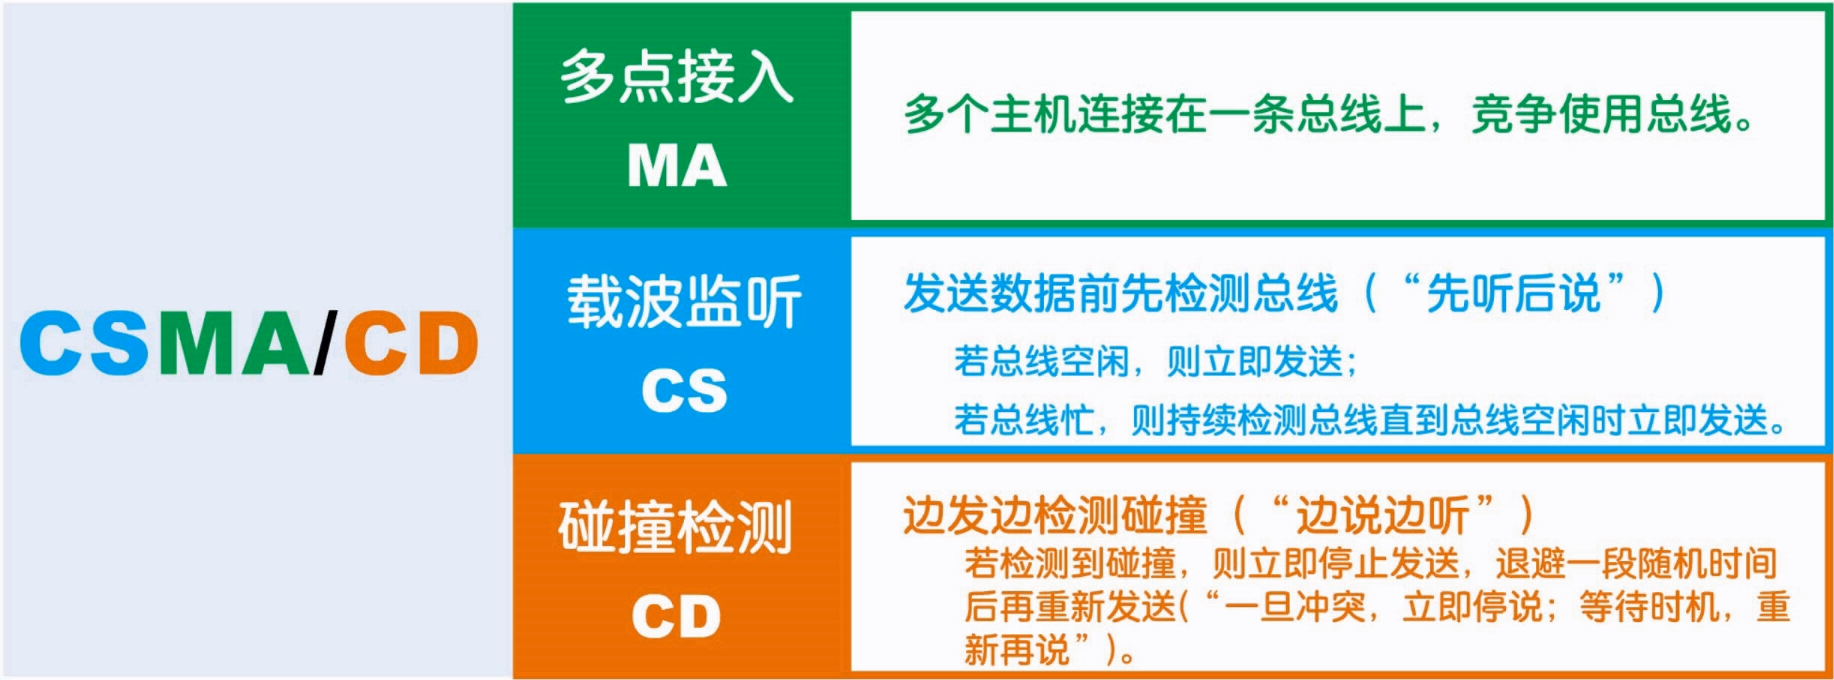 CSMA/CD
多点接入
MA
多个主机连接在一条总线上，竞争使用总线。
载波监听
CS
发送数据前先检测总线（“先听后说”）
若总线空闲，则立即发送；
若总线忙，则持续检测总线直到总线空闲时立即发送。
碰撞检测
CD
边发边检测碰撞（“边说边听”）
若检测到碰撞，则立即停止发送，退避一段随机时间
后再重新发送(“一旦冲突，立即停说；等待时机，重
新再说”)。